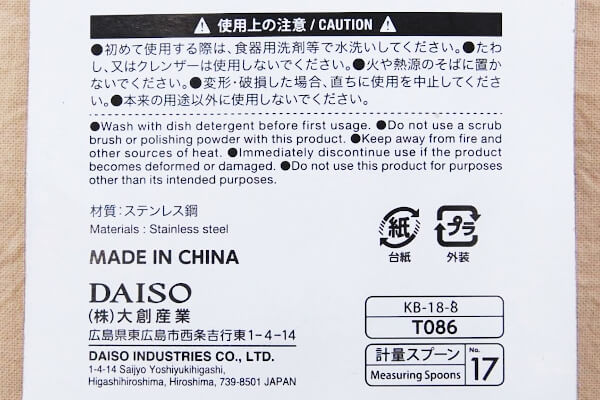 ⚠ 使用上の注意 / CAUTION ⚠
●初めて使用する際は、食器用洗剤等で水洗いしてください。●たわ
し、又はクレンザーは使用しないでください。●火や熱源のそばに置か
ないでください。●変形・破損した場合、直ちに使用を中止してくださ
い。●本来の用途以外に使用しないでください。
●Wash with dish detergent before first usage. ●Do not use a scrub
brush or polishing powder with this product. ●Keep away from fire and
other sources of heat. ●Immediately discontinue use if the product
becomes deformed or damaged. ●Do not use this product for purposes
other than its intended purposes.
材質：ステンレス鋼
Materials : Stainless steel
紙 プラ
台紙 外装
MADE IN CHINA
DAISO
(株)大創産業
広島県東広島市西条吉行東1-4-14
DAISO INDUSTRIES CO., LTD.
1-4-14 Saijyo Yoshiyukihigashi,
Higashihiroshima, Hiroshima, 739-8501 JAPAN
KB-18-8
T086
計量スプーン No.
Measuring Spoons 17